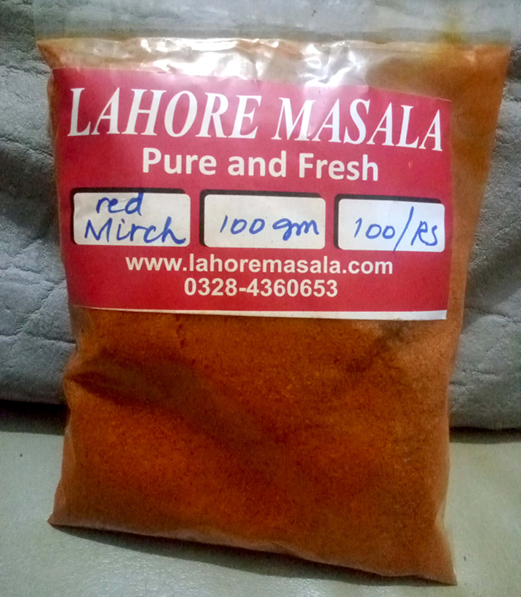 LAHORE MASALA
Pure and Fresh
red
Mirch
100 gm
100/Rs
www.lahoremasala.com
0328-4360653